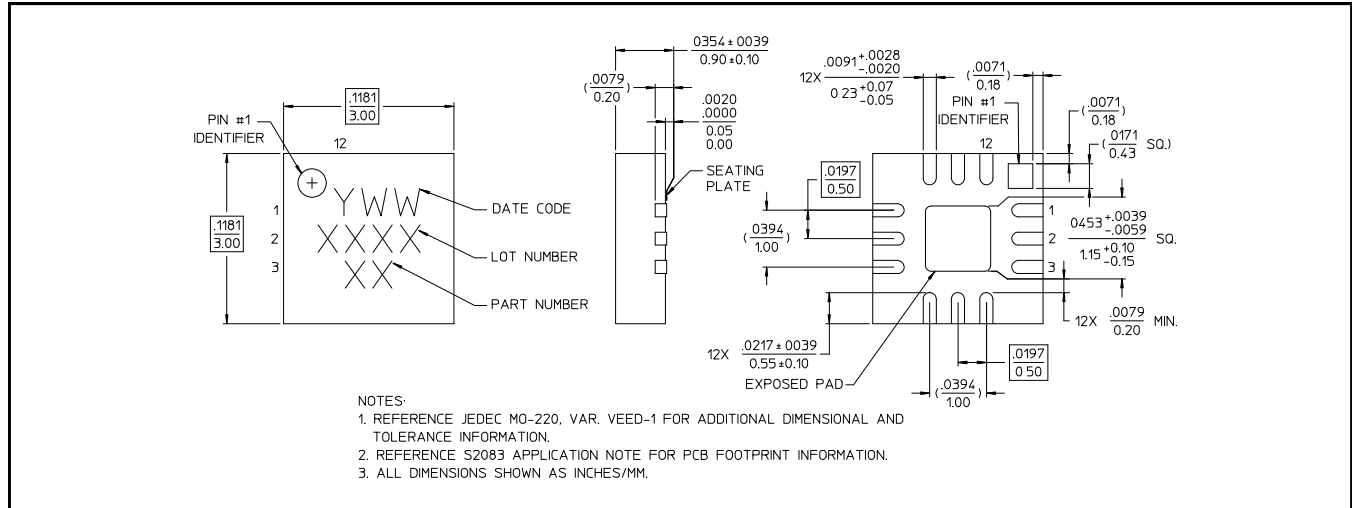 PIN #1
IDENTIFIER
.1181
3.00
12
.1181
3.00
1
2
3
YWW
XXXX
XX
DATE CODE
LOT NUMBER
PART NUMBER
0354 ± 0039
0.90 ±0.10
(.0079
0.20)
.0020
.0000
0.05
0.00
SEATING
PLATE
12X .0091 +.0028 -.0020
0 23 +0.07 -0.05
(.0071
0.18)
PIN #1
IDENTIFIER
12
(.0071
0.18)
(0171
0.43 SQ.)
.0197
0.50
(.0394
1.00)
1
2
3
0453 +.0039 -.0059
1.15 +0.10 -0.15 SQ.
12X .0079
0.20 MIN.
12X .0217 ± 0039
0.55 ±0.10
EXPOSED PAD
(.0394
1.00)
.0197
0 50
NOTES:
1. REFERENCE JEDEC MO-220, VAR. VEED-1 FOR ADDITIONAL DIMENSIONAL AND
TOLERANCE INFORMATION.
2. REFERENCE S2083 APPLICATION NOTE FOR PCB FOOTPRINT INFORMATION.
3. ALL DIMENSIONS SHOWN AS INCHES/MM.